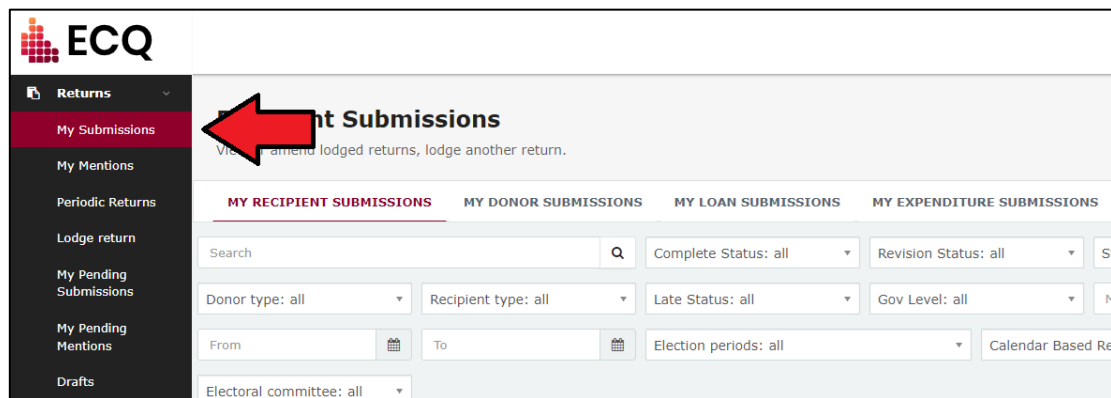 ECQ
Returns
My Submissions
My Mentions
Periodic Returns
Lodge return
My Pending
Submissions
My Pending
Mentions
Drafts
Submissions
amend lodged returns, lodge another return.
MY RECIPIENT SUBMISSIONS MY DONOR SUBMISSIONS MY LOAN SUBMISSIONS MY EXPENDITURE SUBMISSIONS
Search Complete Status: all Revision Status: all
Donor type: all Recipient type: all Late Status: all Gov Level: all
From To Election periods: all Calendar Based
Electoral committee: all